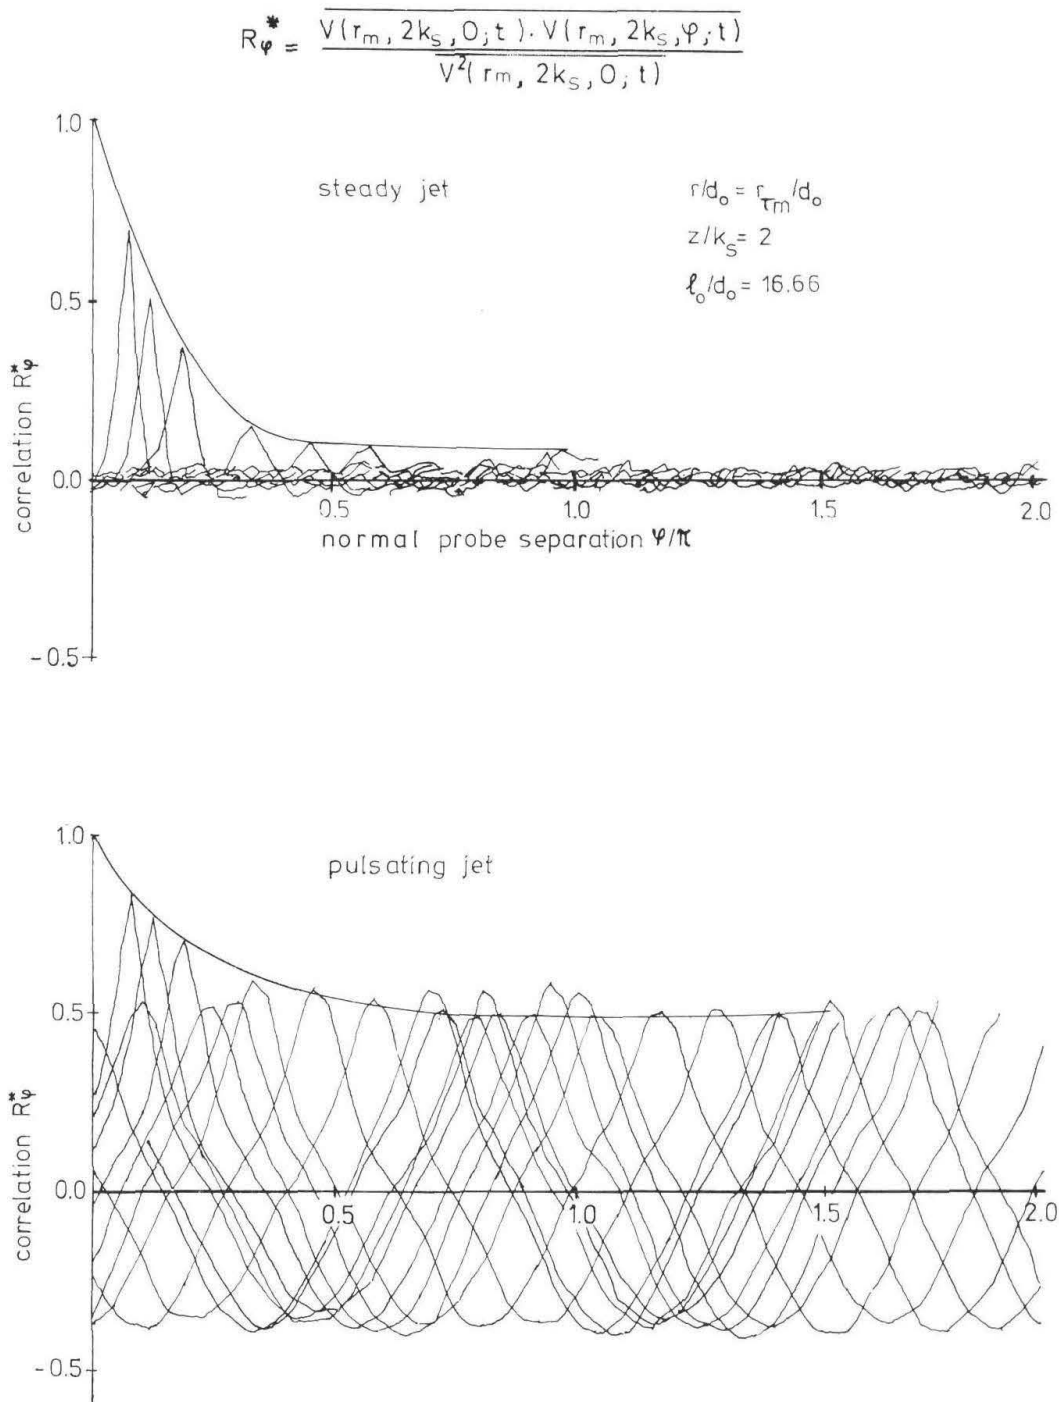 R*φ = V(rm, 2ks, 0; t) · V(rm, 2ks, φ; t)
V²(rm, 2ks, 0; t)
1.0
steady jet
r/do = rτm/do
z/ks = 2
ℓo/do = 16.66
0.5
correlation R*φ
0.0
0.5
1.0
1.5
2.0
normal probe separation φ/π
-0.5
1.0
pulsating jet
0.5
correlation R*φ
0.0
0.5
1.0
1.5
2.0
-0.5